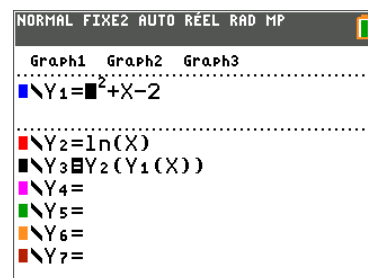 NORMAL FIXE2 AUTO RÉEL RAD MP
Graph1 Graph2 Graph3
\Y₁=■²+X-2
\Y₂=ln(X)
\Y₃=Y₂(Y₁(X))
\Y₄=
\Y₅=
\Y₆=
\Y₇=